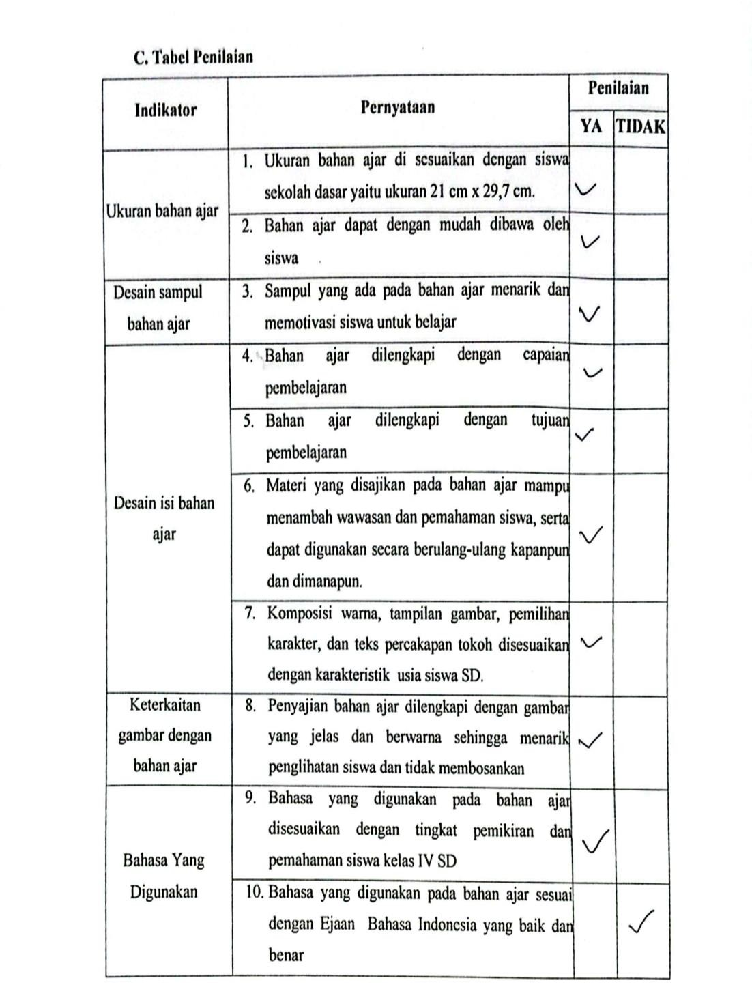 C. Tabel Penilaian
Indikator
Pernyataan
Penilaian
YA
TIDAK
Ukuran bahan ajar
1. Ukuran bahan ajar di sesuaikan dengan siswa
sekolah dasar yaitu ukuran 21 cm x 29,7 cm.
✓
2. Bahan ajar dapat dengan mudah dibawa oleh
siswa
✓
Desain sampul
bahan ajar
3. Sampul yang ada pada bahan ajar menarik dan
memotivasi siswa untuk belajar
✓
Desain isi bahan
ajar
4. Bahan ajar dilengkapi dengan capaian
pembelajaran
✓
5. Bahan ajar dilengkapi dengan tujuan
pembelajaran
✓
6. Materi yang disajikan pada bahan ajar mampu
menambah wawasan dan pemahaman siswa, serta
dapat digunakan secara berulang-ulang kapanpun
dan dimanapun.
✓
7. Komposisi warna, tampilan gambar, pemilihan
karakter, dan teks percakapan tokoh disesuaikan
dengan karakteristik usia siswa SD.
✓
Keterkaitan
gambar dengan
bahan ajar
8. Penyajian bahan ajar dilengkapi dengan gambar
yang jelas dan berwarna sehingga menarik
penglihatan siswa dan tidak membosankan
✓
Bahasa Yang
Digunakan
9. Bahasa yang digunakan pada bahan ajar
disesuaikan dengan tingkat pemikiran dan
pemahaman siswa kelas IV SD
✓
10. Bahasa yang digunakan pada bahan ajar sesuai
dengan Ejaan Bahasa Indonesia yang baik dan
benar
✓